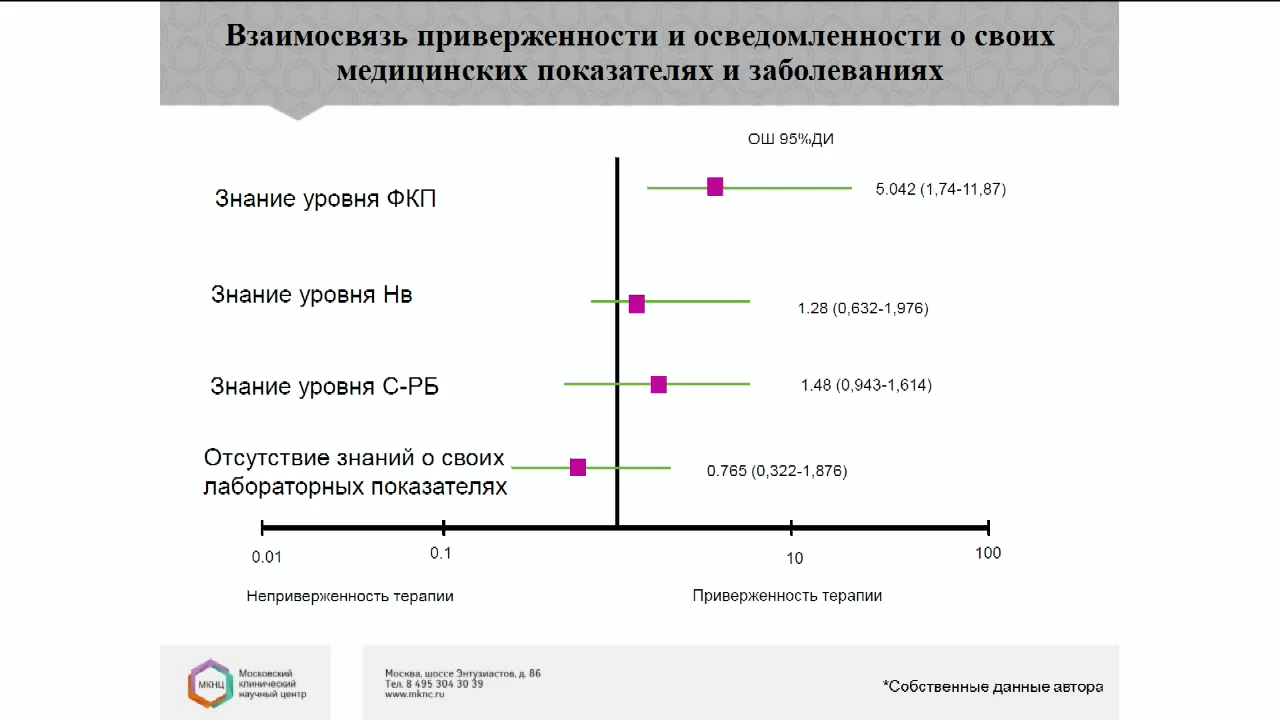 Взаимосвязь приверженности и осведомленности о своих
медицинских показателях и заболеваниях
ОШ 95%ДИ
Знание уровня ФКП
5.042 (1,74-11,87)
Знание уровня Нв
1.28 (0,632-1,976)
Знание уровня С-РБ
1.48 (0,943-1,614)
Отсутствие знаний о своих
лабораторных показателях
0.765 (0,322-1,876)
0.01
0.1
10
100
Неприверженность терапии
Приверженность терапии
МКНЦ
Московский
клинический
научный центр
Москва, шоссе Энтузиастов, д. 86
Тел. 8 495 304 30 39
www.mknc.ru
*Собственные данные автора